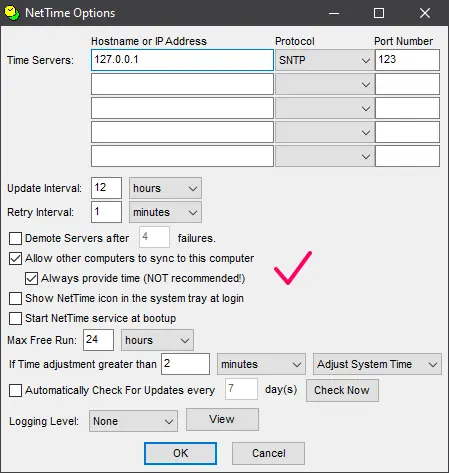 NetTime Options
Hostname or IP Address Protocol Port Number
Time Servers: 127.0.0.1 SNTP 123
Update Interval: 12 hours
Retry Interval: 1 minutes
Demote Servers after 4 failures.
Allow other computers to sync to this computer
Always provide time (NOT recommended!)
Show NetTime icon in the system tray at login
Start NetTime service at bootup
Max Free Run: 24 hours
If Time adjustment greater than 2 minutes Adjust System Time
Automatically Check For Updates every 7 day(s) Check Now
Logging Level: None View
OK Cancel